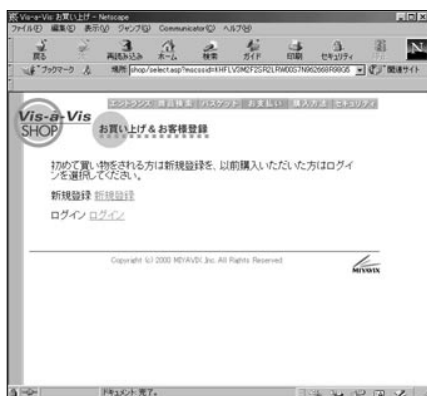 Vis-a-Vis お買い上げ - Netscape
ファイル(F) 編集(E) 表示(V) ジャンプ(G) Communicator(C) ヘルプ(H)
戻る 再読み込み ホーム 検索 ガイド 印刷 セキュリティ
ブックマーク 場所 関連サイト
エントランス 商品検索 バスケット お支払い 購入方法 セキュリティ
Vis-a-Vis
SHOP
お買い上げ&お客様登録
初めて買い物をされる方は新規登録を、以前購入いただいた方はログイ
ンを選択してください。
新規登録 新規登録
ログイン ログイン
Copyright (c) 2000 MIYAVIX,Inc. All Rights Reserved
MIYAVIX
ドキュメント完了。